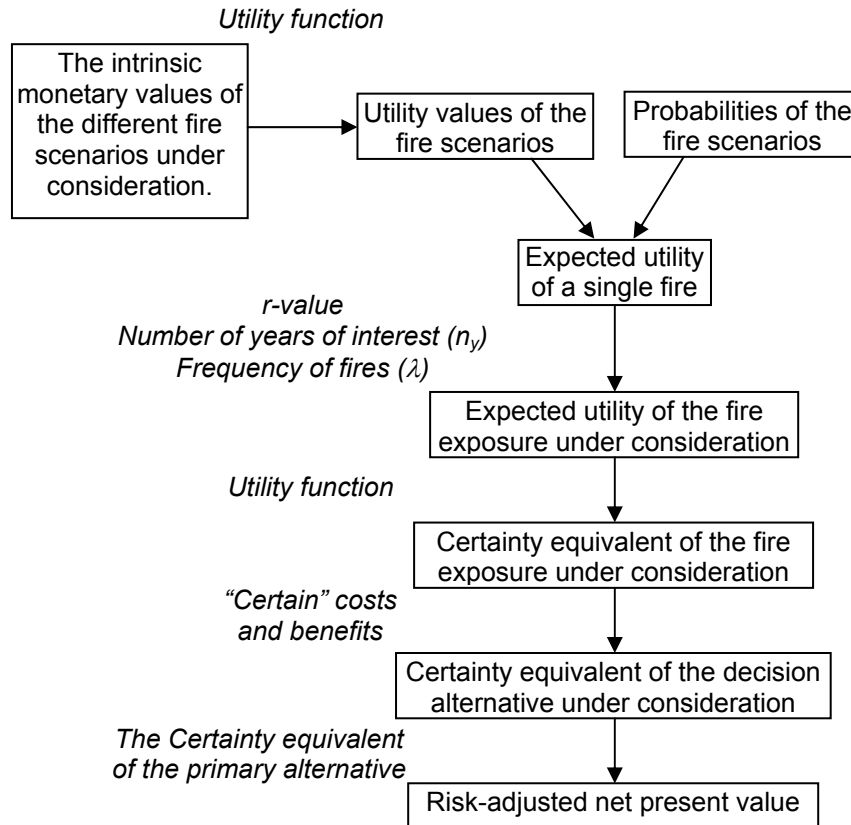 Utility function
The intrinsic
monetary values of
the different fire
scenarios under
consideration.
Utility values of the
fire scenarios
Probabilities of the
fire scenarios
Expected utility
of a single fire
r-value
Number of years of interest (n_y)
Frequency of fires (λ)
Expected utility of the fire
exposure under consideration
Utility function
Certainty equivalent of the fire
exposure under consideration
“Certain” costs
and benefits
Certainty equivalent of the decision
alternative under consideration
The Certainty equivalent
of the primary alternative
Risk-adjusted net present value